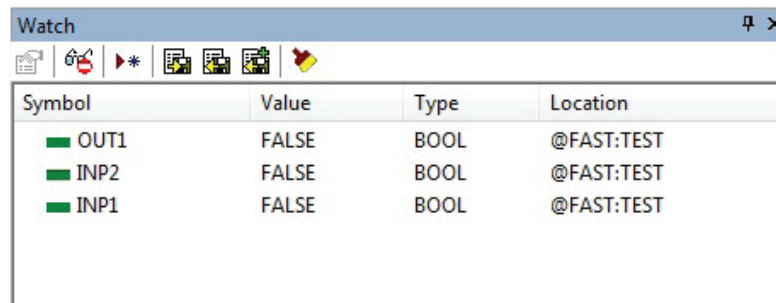 Watch
Symbol Value Type Location
OUT1 FALSE BOOL @FAST:TEST
INP2 FALSE BOOL @FAST:TEST
INP1 FALSE BOOL @FAST:TEST